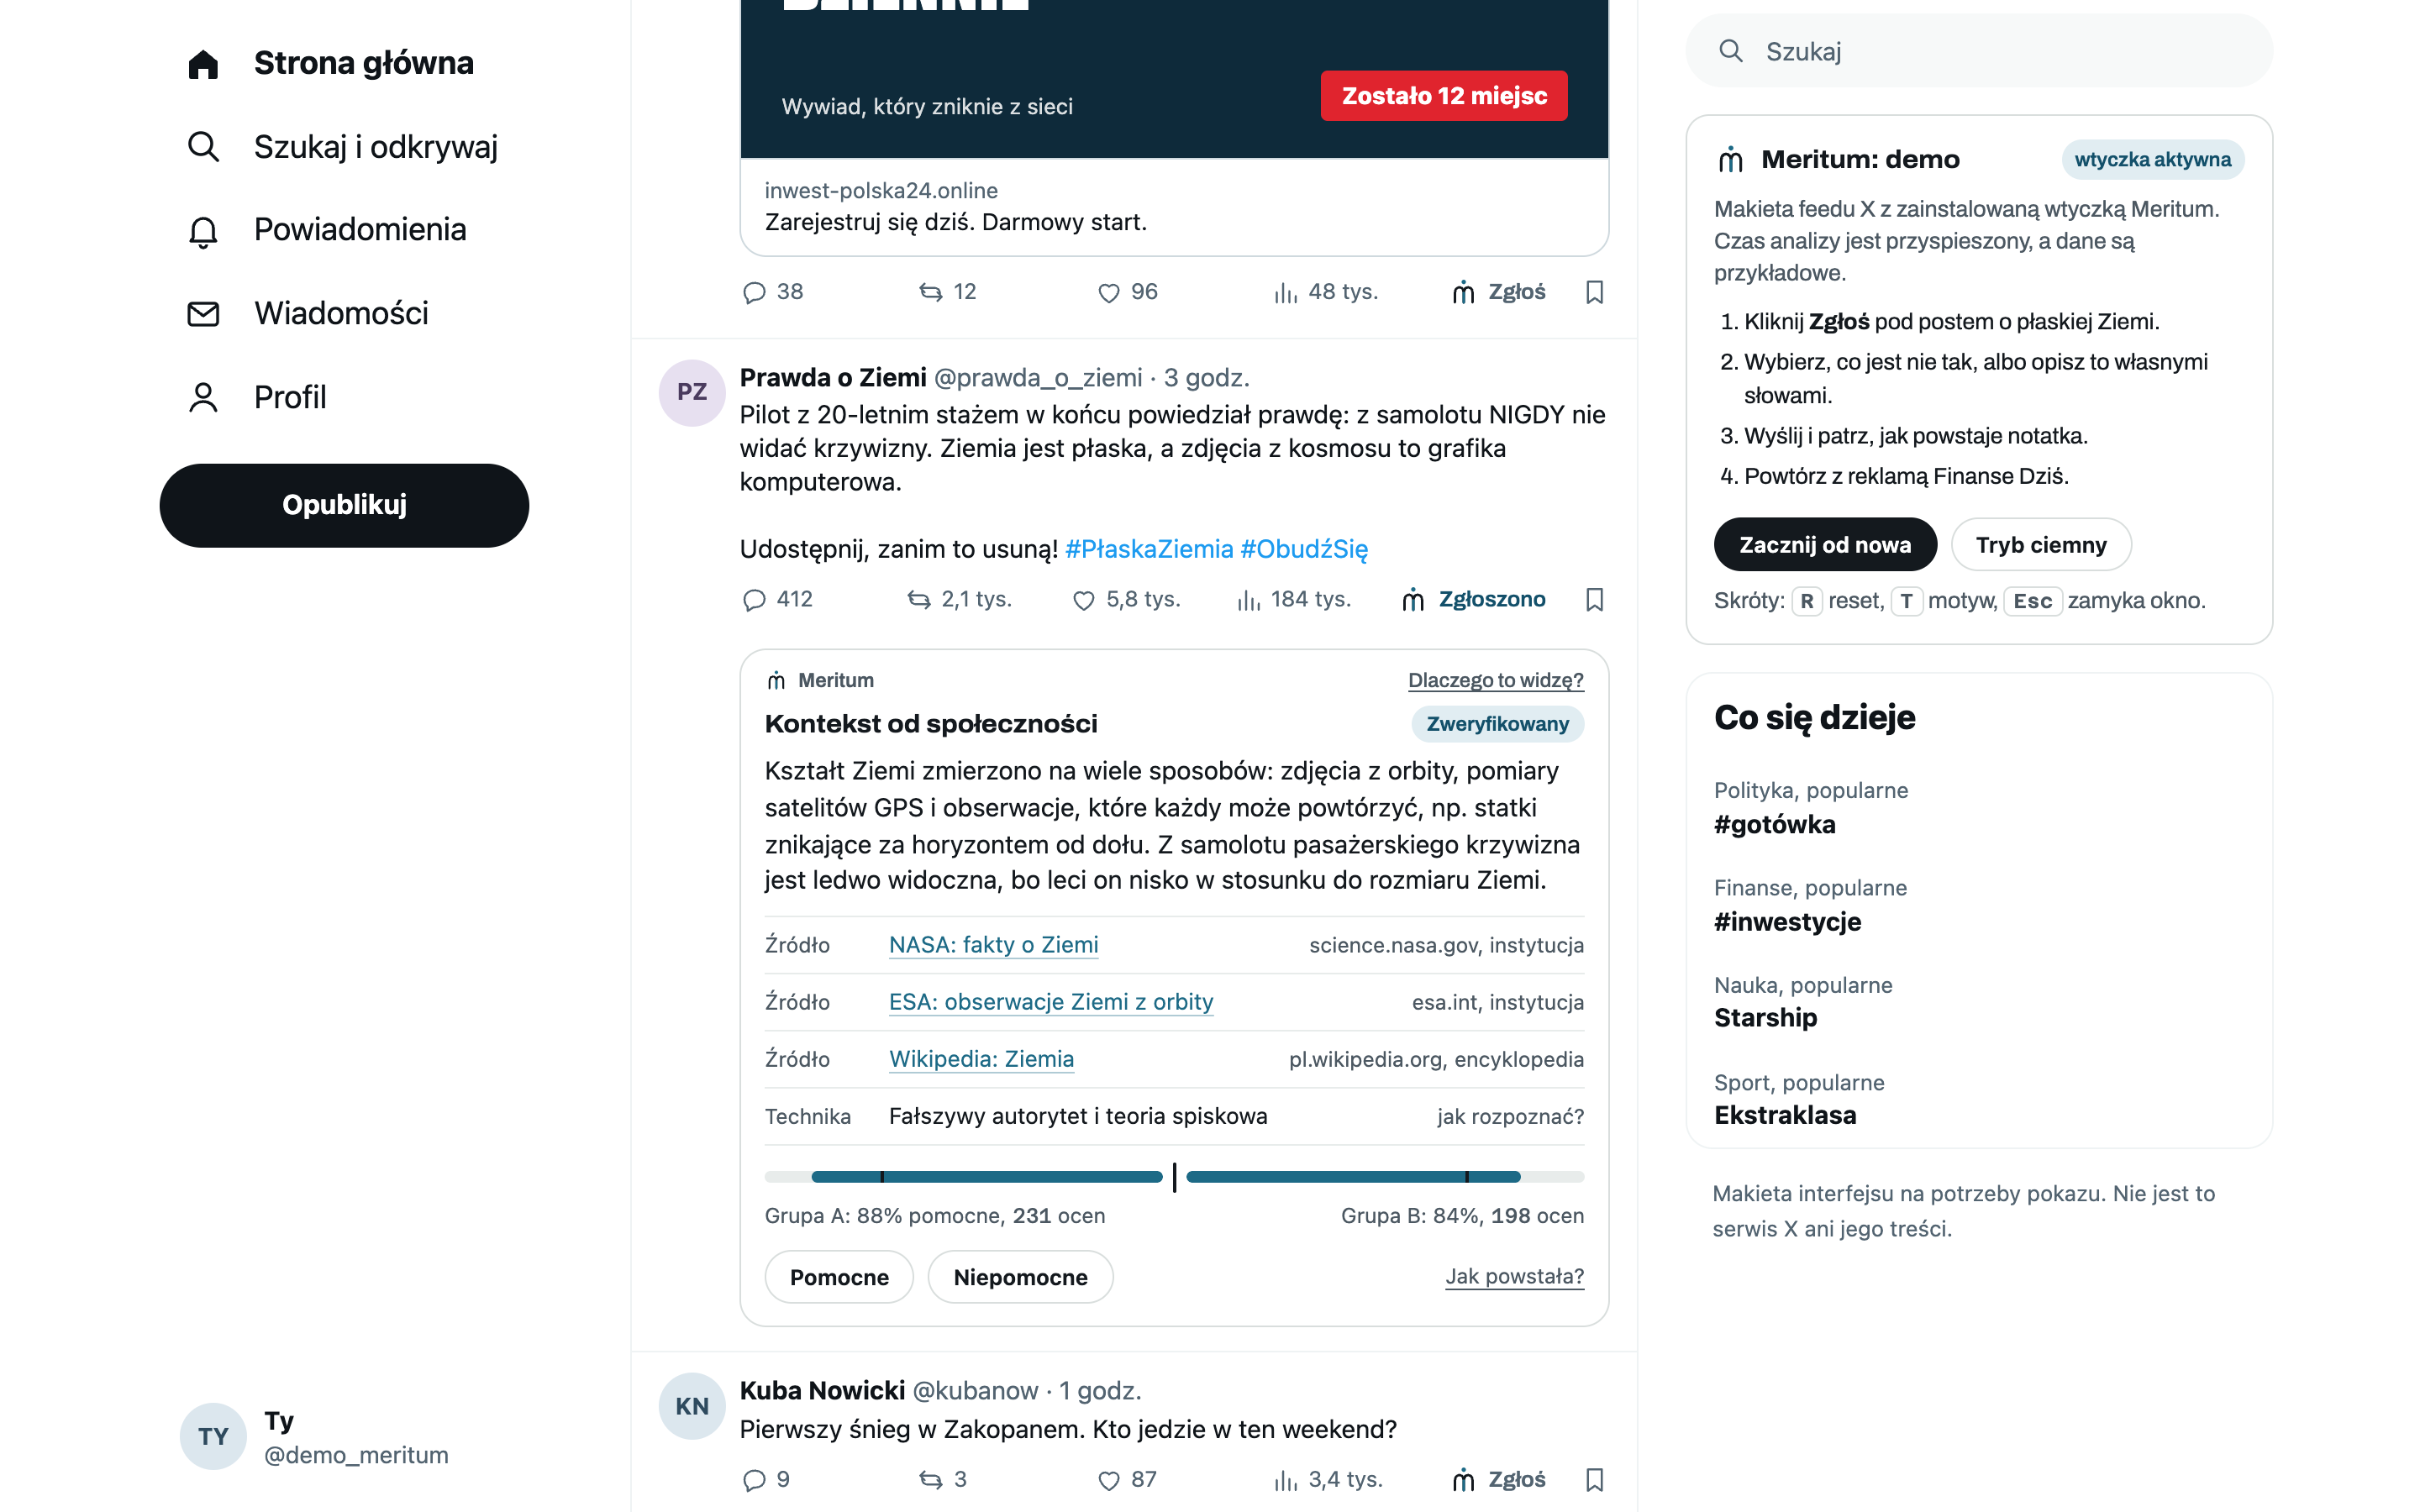 Strona główna
Szukaj i odkrywaj
Powiadomienia
Wiadomości
Profil
Opublikuj
TY
Ty
@demo_meritum
Wywiad, który zniknie z sieci
Zostało 12 miejsc
inwest-polska24.online
Zarejestruj się dziś. Darmowy start.
38 12 96 48 tys. Zgłoś
PZ
Prawda o Ziemi @prawda_o_ziemi · 3 godz.
Pilot z 20-letnim stażem w końcu powiedział prawdę: z samolotu NIGDY nie
widać krzywizny. Ziemia jest płaska, a zdjęcia z kosmosu to grafika
komputerowa.
Udostępnij, zanim to usuną! #PłaskaZiemia #ObudźSię
412 2,1 tys. 5,8 tys. 184 tys. Zgłoszono
Meritum Dlaczego to widzę?
Kontekst od społeczności Zweryfikowany
Kształt Ziemi zmierzono na wiele sposobów: zdjęcia z orbity, pomiary
satelitów GPS i obserwacje, które każdy może powtórzyć, np. statki
znikające za horyzontem od dołu. Z samolotu pasażerskiego krzywizna
jest ledwo widoczna, bo leci on nisko w stosunku do rozmiaru Ziemi.
Źródło NASA: fakty o Ziemi science.nasa.gov, instytucja
Źródło ESA: obserwacje Ziemi z orbity esa.int, instytucja
Źródło Wikipedia: Ziemia pl.wikipedia.org, encyklopedia
Technika Fałszywy autorytet i teoria spiskowa jak rozpoznać?
Grupa A: 88% pomocne, 231 ocen Grupa B: 84%, 198 ocen
Pomocne Niepomocne Jak powstała?
KN
Kuba Nowicki @kubanow · 1 godz.
Pierwszy śnieg w Zakopanem. Kto jedzie w ten weekend?
9 3 87 3,4 tys. Zgłoś
Szukaj
Meritum: demo wtyczka aktywna
Makieta feedu X z zainstalowaną wtyczką Meritum.
Czas analizy jest przyspieszony, a dane są
przykładowe.
1. Kliknij Zgłoś pod postem o płaskiej Ziemi.
2. Wybierz, co jest nie tak, albo opisz to własnymi
słowami.
3. Wyślij i patrz, jak powstaje notatka.
4. Powtórz z reklamą Finanse Dziś.
Zacznij od nowa Tryb ciemny
Skróty: R reset, T motyw, Esc zamyka okno.
Co się dzieje
Polityka, popularne
#gotówka
Finanse, popularne
#inwestycje
Nauka, popularne
Starship
Sport, popularne
Ekstraklasa
Makieta interfejsu na potrzeby pokazu. Nie jest to
serwis X ani jego treści.